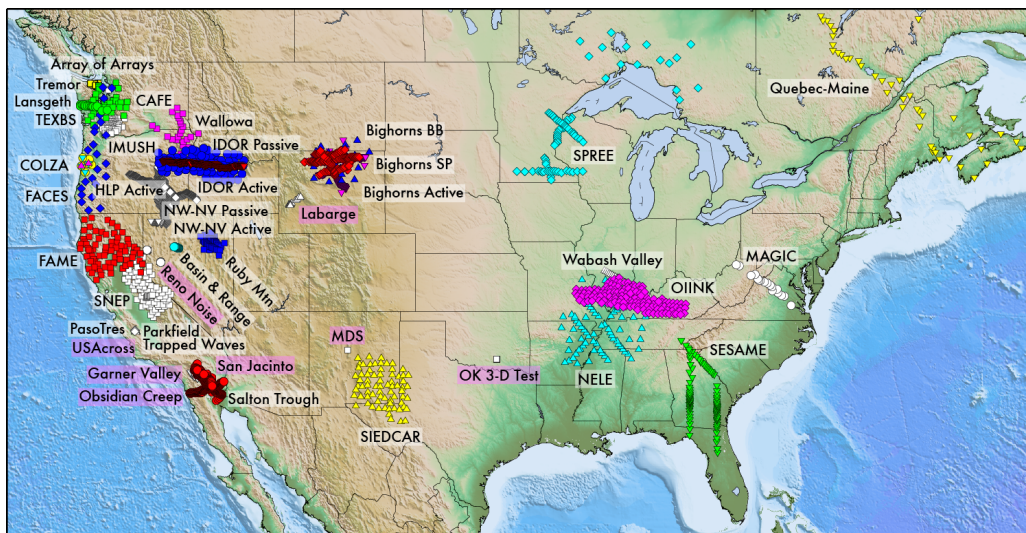 Array of Arrays
Tremor
Lansgeth
TEXBS
CAFE
Wallowa
IMUSH
IDOR Passive
COLZA
HLP Active
IDOR Active
FACES
NW-NV Passive
NW-NV Active
Bighorns BB
Bighorns SP
Bighorns Active
Labarge
FAME
Ruby Mtn
Basin & Range
Reno Noise
SNEP
PasoTres
Parkfield
Trapped Waves
USAcross
Garner Valley
San Jacinto
Obsidian Creep
Salton Trough
MDS
SIEDCAR
OK 3-D Test
Quebec-Maine
SPREE
Wabash Valley
OIINK
MAGIC
NELE
SESAME